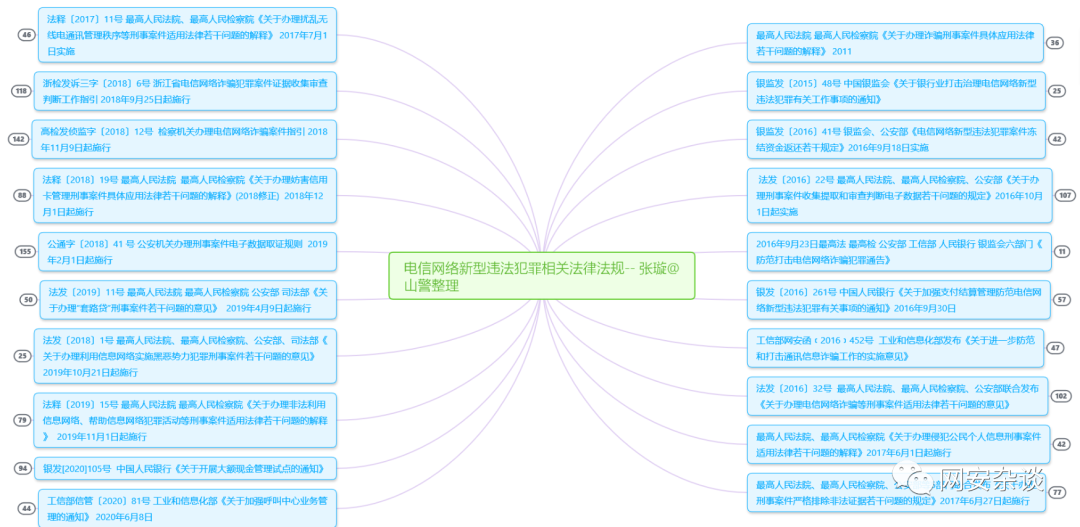 电信网络新型违法犯罪相关法律法规-- 张璇@
山警整理
46
法释〔2017〕11号 最高人民法院、最高人民检察院《关于办理扰乱无
线电通讯管理秩序等刑事案件适用法律若干问题的解释》 2017年7月1
日实施
118
浙检发诉三字〔2018〕6号 浙江省电信网络诈骗犯罪案件证据收集审查
判断工作指引 2018年9月25日起施行
142
高检发侦监字〔2018〕12号 检察机关办理电信网络诈骗案件指引 2018
年11月9日起施行
88
法释〔2018〕19号 最高人民法院 最高人民检察院《关于办理妨害信用
卡管理刑事案件具体应用法律若干问题的解释》(2018修正) 2018年12
月1日起施行
155
公通字〔2018〕41 号 公安机关办理刑事案件电子数据取证规则 2019
年2月1日起施行
50
法发〔2019〕11号 最高人民法院 最高人民检察院 公安部 司法部《关
于办理“套路贷”刑事案件若干问题的意见》 2019年4月9日起施行
25
法发〔2018〕1号 最高人民法院、最高人民检察院、公安部、司法部《
关于办理利用信息网络实施黑恶势力犯罪刑事案件若干问题的意见》
2019年10月21日起施行
79
法释〔2019〕15号 最高人民法院 最高人民检察院《关于办理非法利用
信息网络、帮助信息网络犯罪活动等刑事案件适用法律若干问题的解释
》 2019年11月1日起施行
94
银发[2020]105号 中国人民银行《关于开展大额现金管理试点的通知》
44
工信部信管〔2020〕81号 工业和信息化部《关于加强呼叫中心业务管
理的通知》 2020年6月8日
最高人民法院 最高人民检察院《关于办理诈骗刑事案件具体应用法律
若干问题的解释》 2011
36
银监发〔2015〕48号 中国银监会《关于银行业打击治理电信网络新型
违法犯罪有关工作事项的通知》
25
银监发〔2016〕41号 银监会、公安部《电信网络新型违法犯罪案件冻
结资金返还若干规定》2016年9月18日实施
42
法发〔2016〕22号 最高人民法院、最高人民检察院、公安部《关于办
理刑事案件收集提取和审查判断电子数据若干问题的规定》2016年10月
1日起实施
107
2016年9月23日最高法 最高检 公安部 工信部 人民银行 银监会六部门《
防范打击电信网络诈骗犯罪通告》
11
银发〔2016〕261号 中国人民银行《关于加强支付结算管理防范电信网
络新型违法犯罪有关事项的通知》2016年9月30日
57
工信部网安函﹝2016﹞452号 工业和信息化部发布《关于进一步防范
和打击通讯信息诈骗工作的实施意见》
47
法发〔2016〕32号 最高人民法院、最高人民检察院、公安部联合发布
《关于办理电信网络诈骗等刑事案件适用法律若干问题的意见》
102
最高人民法院、最高人民检察院《关于办理侵犯公民个人信息刑事案件
适用法律若干问题的解释》2017年6月1日起施行
42
最高人民法院、最高人民检察院、
刑事案件严格排除非法证据若干问题的规定》2017年6月27日起施行
77
网安杂谈